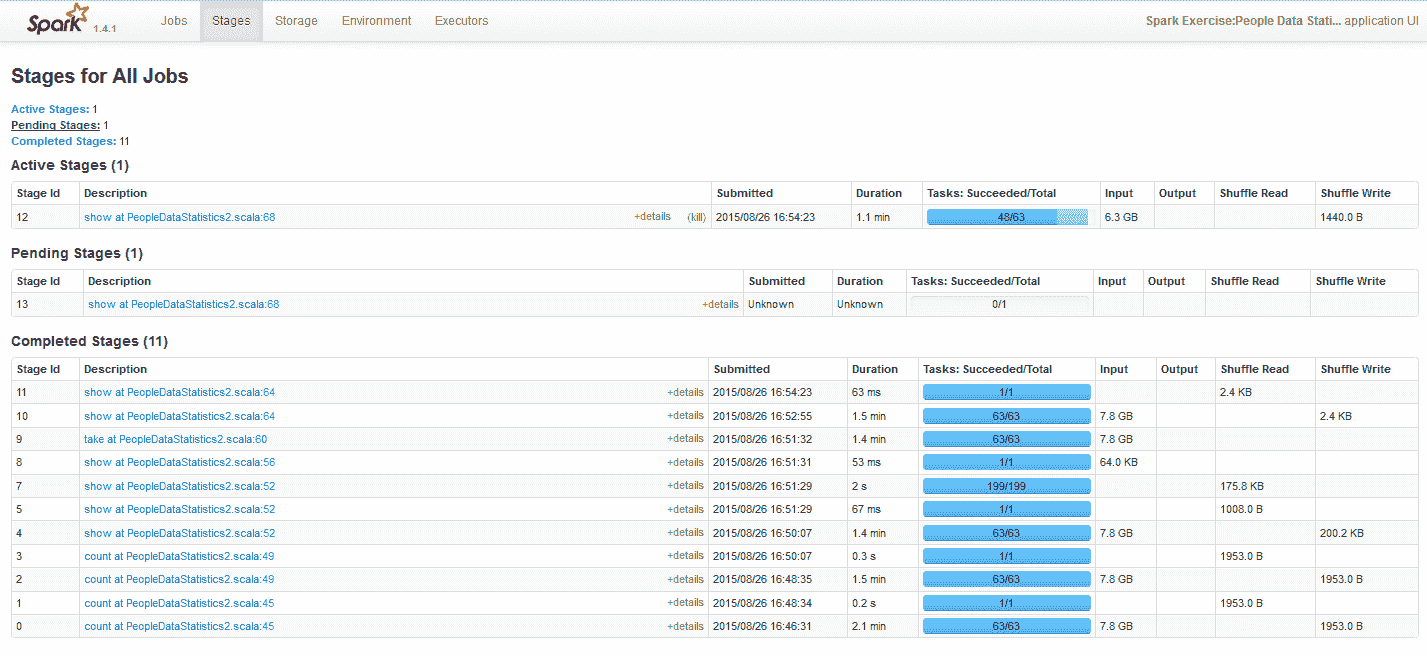 Spark 1.4.1 Jobs Stages Storage Environment Executors Spark Exercise:People Data Stati... application UI
Stages for All Jobs
Active Stages: 1
Pending Stages: 1
Completed Stages: 11
Active Stages (1)
Stage Id Description Submitted Duration Tasks: Succeeded/Total Input Output Shuffle Read Shuffle Write
12 show at PeopleDataStatistics2.scala:68 +details (kill) 2015/08/26 16:54:23 1.1 min 48/63 6.3 GB 1440.0 B
Pending Stages (1)
Stage Id Description Submitted Duration Tasks: Succeeded/Total Input Output Shuffle Read Shuffle Write
13 show at PeopleDataStatistics2.scala:68 +details Unknown Unknown 0/1
Completed Stages (11)
Stage Id Description Submitted Duration Tasks: Succeeded/Total Input Output Shuffle Read Shuffle Write
11 show at PeopleDataStatistics2.scala:64 +details 2015/08/26 16:54:23 63 ms 1/1 2.4 KB
10 show at PeopleDataStatistics2.scala:64 +details 2015/08/26 16:52:55 1.5 min 63/63 7.8 GB 2.4 KB
9 take at PeopleDataStatistics2.scala:60 +details 2015/08/26 16:51:32 1.4 min 63/63 7.8 GB
8 show at PeopleDataStatistics2.scala:56 +details 2015/08/26 16:51:31 53 ms 1/1 64.0 KB
7 show at PeopleDataStatistics2.scala:52 +details 2015/08/26 16:51:29 2 s 199/199 175.8 KB
5 show at PeopleDataStatistics2.scala:52 +details 2015/08/26 16:51:29 67 ms 1/1 1008.0 B
4 show at PeopleDataStatistics2.scala:52 +details 2015/08/26 16:50:07 1.4 min 63/63 7.8 GB 200.2 KB
3 count at PeopleDataStatistics2.scala:49 +details 2015/08/26 16:50:07 0.3 s 1/1 1953.0 B
2 count at PeopleDataStatistics2.scala:49 +details 2015/08/26 16:48:35 1.5 min 63/63 7.8 GB 1953.0 B
1 count at PeopleDataStatistics2.scala:45 +details 2015/08/26 16:48:34 0.2 s 1/1 1953.0 B
0 count at PeopleDataStatistics2.scala:45 +details 2015/08/26 16:46:31 2.1 min 63/63 7.8 GB 1953.0 B